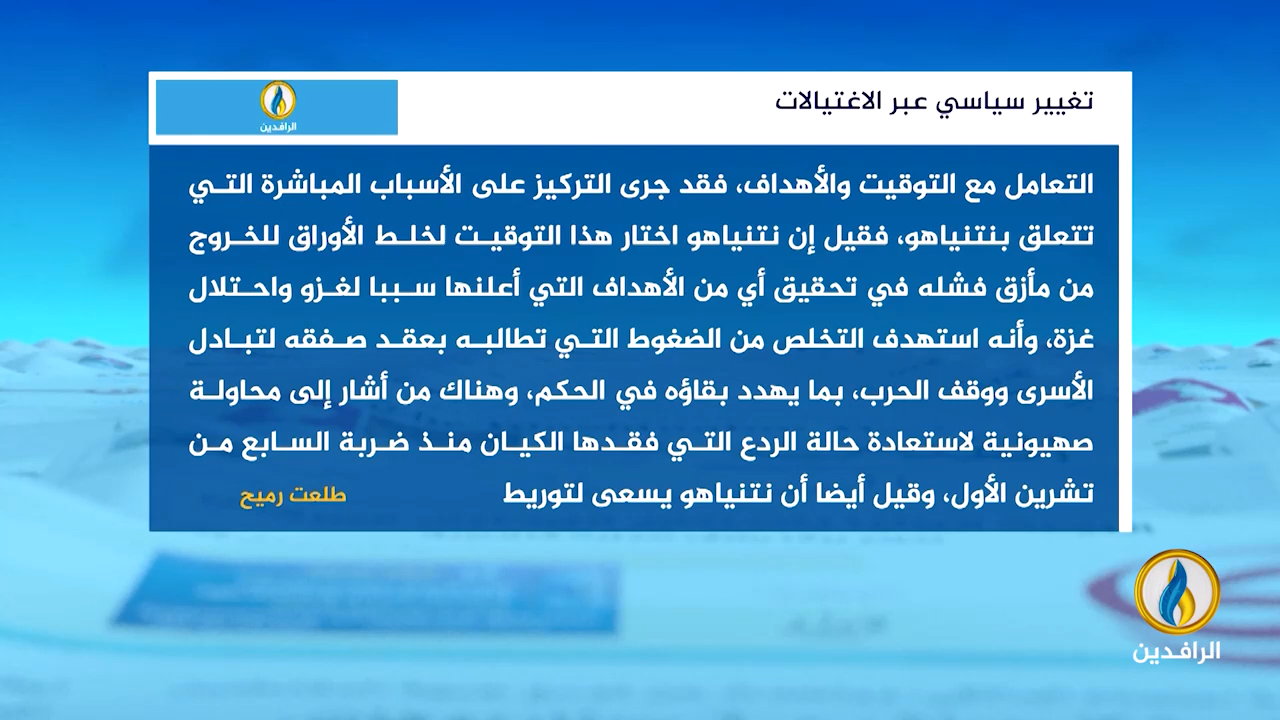 تغيير سياسي عبر الاغتيالات
الرافدين
التعامل مع التوقيت والأهداف، فقد جرى التركيز على الأسباب المباشرة التي
تتعلق بنتنياهو، فقيل إن نتنياهو اختار هذا التوقيت لخلط الأوراق للخروج
من مأزق فشله في تحقيق أي من الأهداف التي أعلنها سببا لغزو واحتلال
غزة، وأنه استهدف التخلص من الضغوط التي تطالبه بعقد صفقه لتبادل
الأسرى ووقف الحرب، بما يهدد بقاؤه في الحكم، وهناك من أشار إلى محاولة
صهيونية لاستعادة حالة الردع التي فقدها الكيان منذ ضربة السابع من
تشرين الأول، وقيل أيضا أن نتنياهو يسعى لتوريط
طلعت رميح
الرافدين